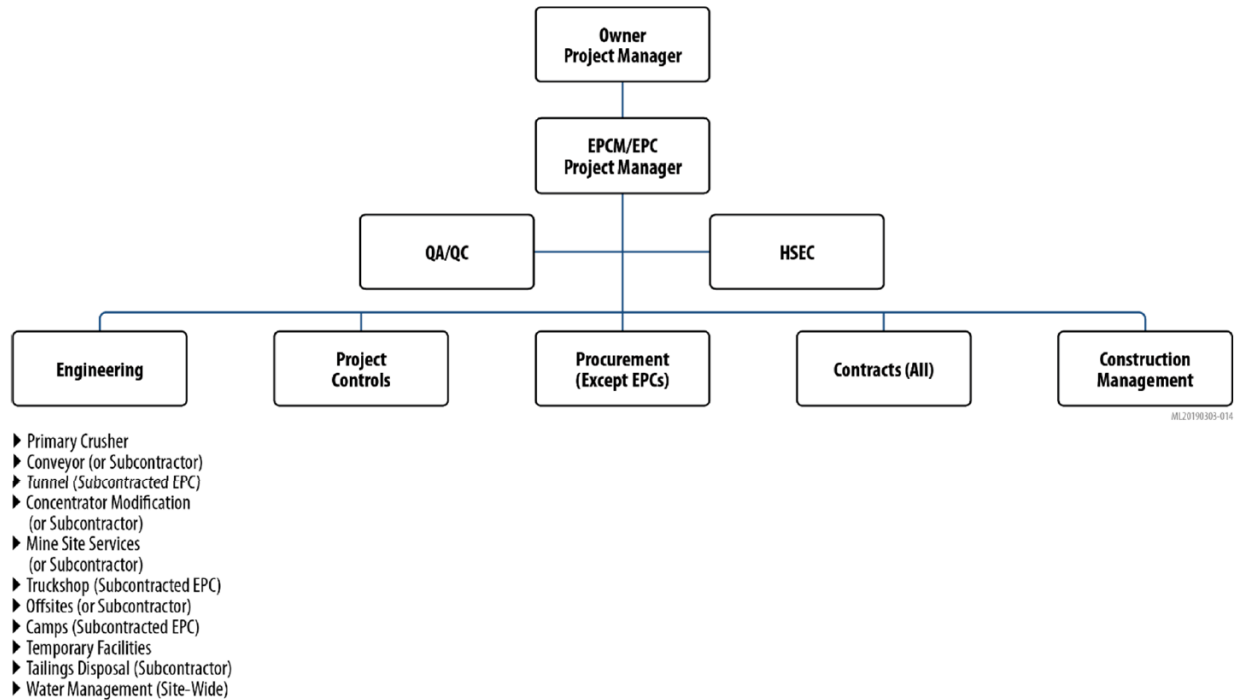 Owner
Project Manager
EPCM/EPC
Project Manager
QA/QC
HSEC
Engineering
Project
Controls
Procurement
(Except EPCs)
Contracts (All)
Construction
Management
ML20190303-014
▶ Primary Crusher
▶ Conveyor (or Subcontractor)
▶ Tunnel (Subcontracted EPC)
▶ Concentrator Modification
(or Subcontractor)
▶ Mine Site Services
(or Subcontractor)
▶ Truckshop (Subcontracted EPC)
▶ Offsites (or Subcontractor)
▶ Camps (Subcontracted EPC)
▶ Temporary Facilities
▶ Tailings Disposal (Subcontractor)
▶ Water Management (Site-Wide)